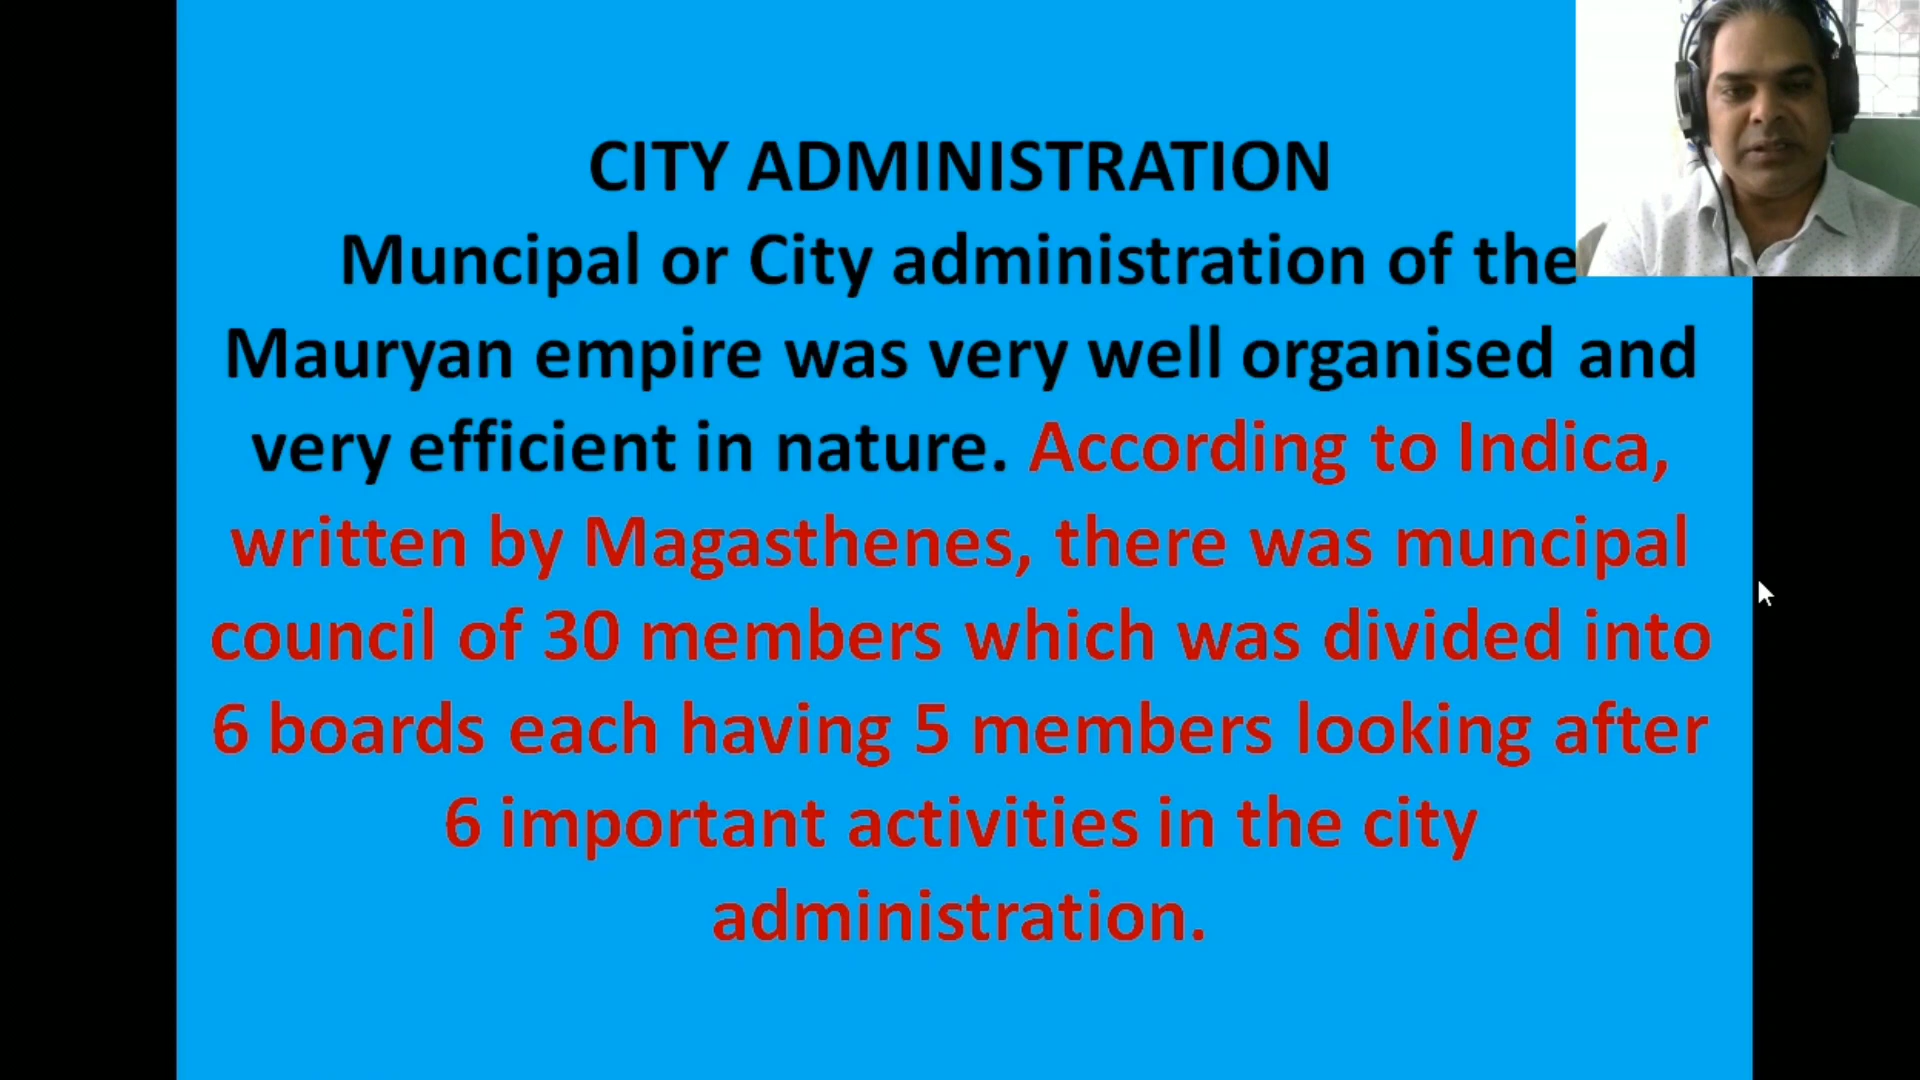 CITY ADMINISTRATION
Muncipal or City administration of the
Mauryan empire was very well organised and
very efficient in nature. According to Indica,
written by Magasthenes, there was muncipal
council of 30 members which was divided into
6 boards each having 5 members looking after
6 important activities in the city
administration.